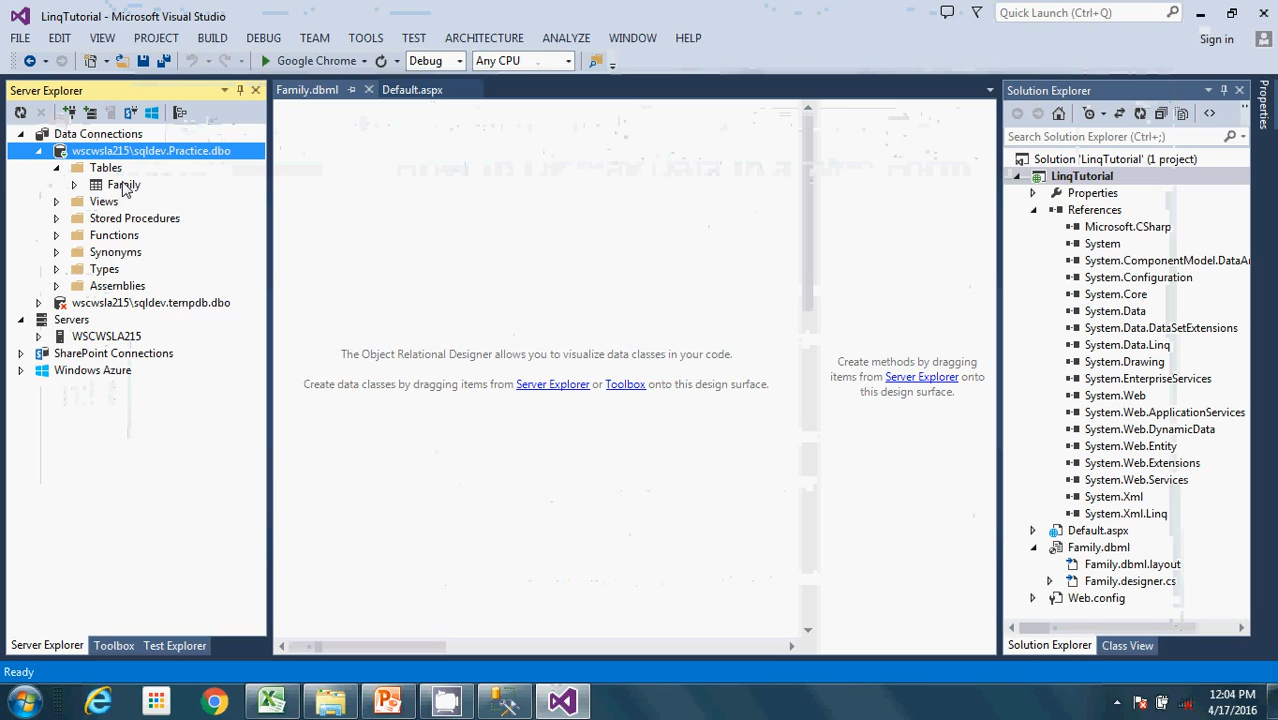 LinqTutorial - Microsoft Visual Studio
Quick Launch (Ctrl+Q)
FILE EDIT VIEW PROJECT BUILD DEBUG TEAM TOOLS TEST ARCHITECTURE ANALYZE WINDOW HELP
Sign in
Google Chrome Debug Any CPU
Server Explorer
Data Connections
wscwsla215\sqldev.Practice.dbo
Tables
Family
Views
Stored Procedures
Functions
Synonyms
Types
Assemblies
wscwsla215\sqldev.tempdb.dbo
Servers
WSCWSLA215
SharePoint Connections
Windows Azure
Server Explorer Toolbox Test Explorer
Family.dbml Default.aspx
The Object Relational Designer allows you to visualize data classes in your code.
Create data classes by dragging items from Server Explorer or Toolbox onto this design surface.
Create methods by dragging
items from Server Explorer onto
this design surface.
Solution Explorer
Search Solution Explorer (Ctrl+;)
Solution 'LinqTutorial' (1 project)
LinqTutorial
Properties
References
Microsoft.CSharp
System
System.ComponentModel.DataAr
System.Configuration
System.Core
System.Data
System.Data.DataSetExtensions
System.Data.Linq
System.Drawing
System.EnterpriseServices
System.Web
System.Web.ApplicationServices
System.Web.DynamicData
System.Web.Entity
System.Web.Extensions
System.Web.Services
System.Xml
System.Xml.Linq
Default.aspx
Family.dbml
Family.dbml.layout
Family.designer.cs
Web.config
Solution Explorer Class View
Properties
Ready
12:04 PM
4/17/2016